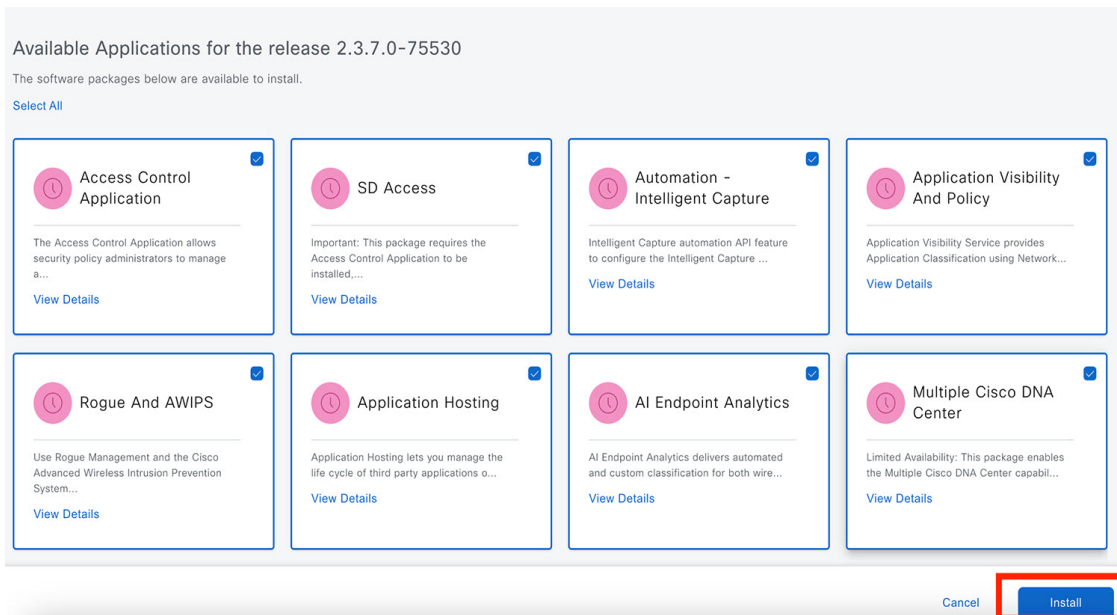 Available Applications for the release 2.3.7.0-75530
The software packages below are available to install.
Select All
Access Control
Application
The Access Control Application allows
security policy administrators to manage
a...
View Details
SD Access
Important: This package requires the
Access Control Application to be
installed,...
View Details
Automation -
Intelligent Capture
Intelligent Capture automation API feature
to configure the Intelligent Capture ...
View Details
Application Visibility
And Policy
Application Visibility Service provides
Application Classification using Network...
View Details
Rogue And AWIPS
Use Rogue Management and the Cisco
Advanced Wireless Intrusion Prevention
System...
View Details
Application Hosting
Application Hosting lets you manage the
life cycle of third party applications o...
View Details
AI Endpoint Analytics
AI Endpoint Analytics delivers automated
and custom classification for both wire...
View Details
Multiple Cisco DNA
Center
Limited Availability: This package enables
the Multiple Cisco DNA Center capabil...
View Details
Cancel
Install